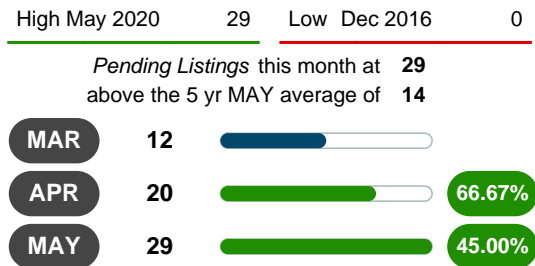 High May 2020 29 Low Dec 2016 0
Pending Listings this month at 29
above the 5 yr MAY average of 14
MAR 12
APR 20 66.67%
MAY 29 45.00%